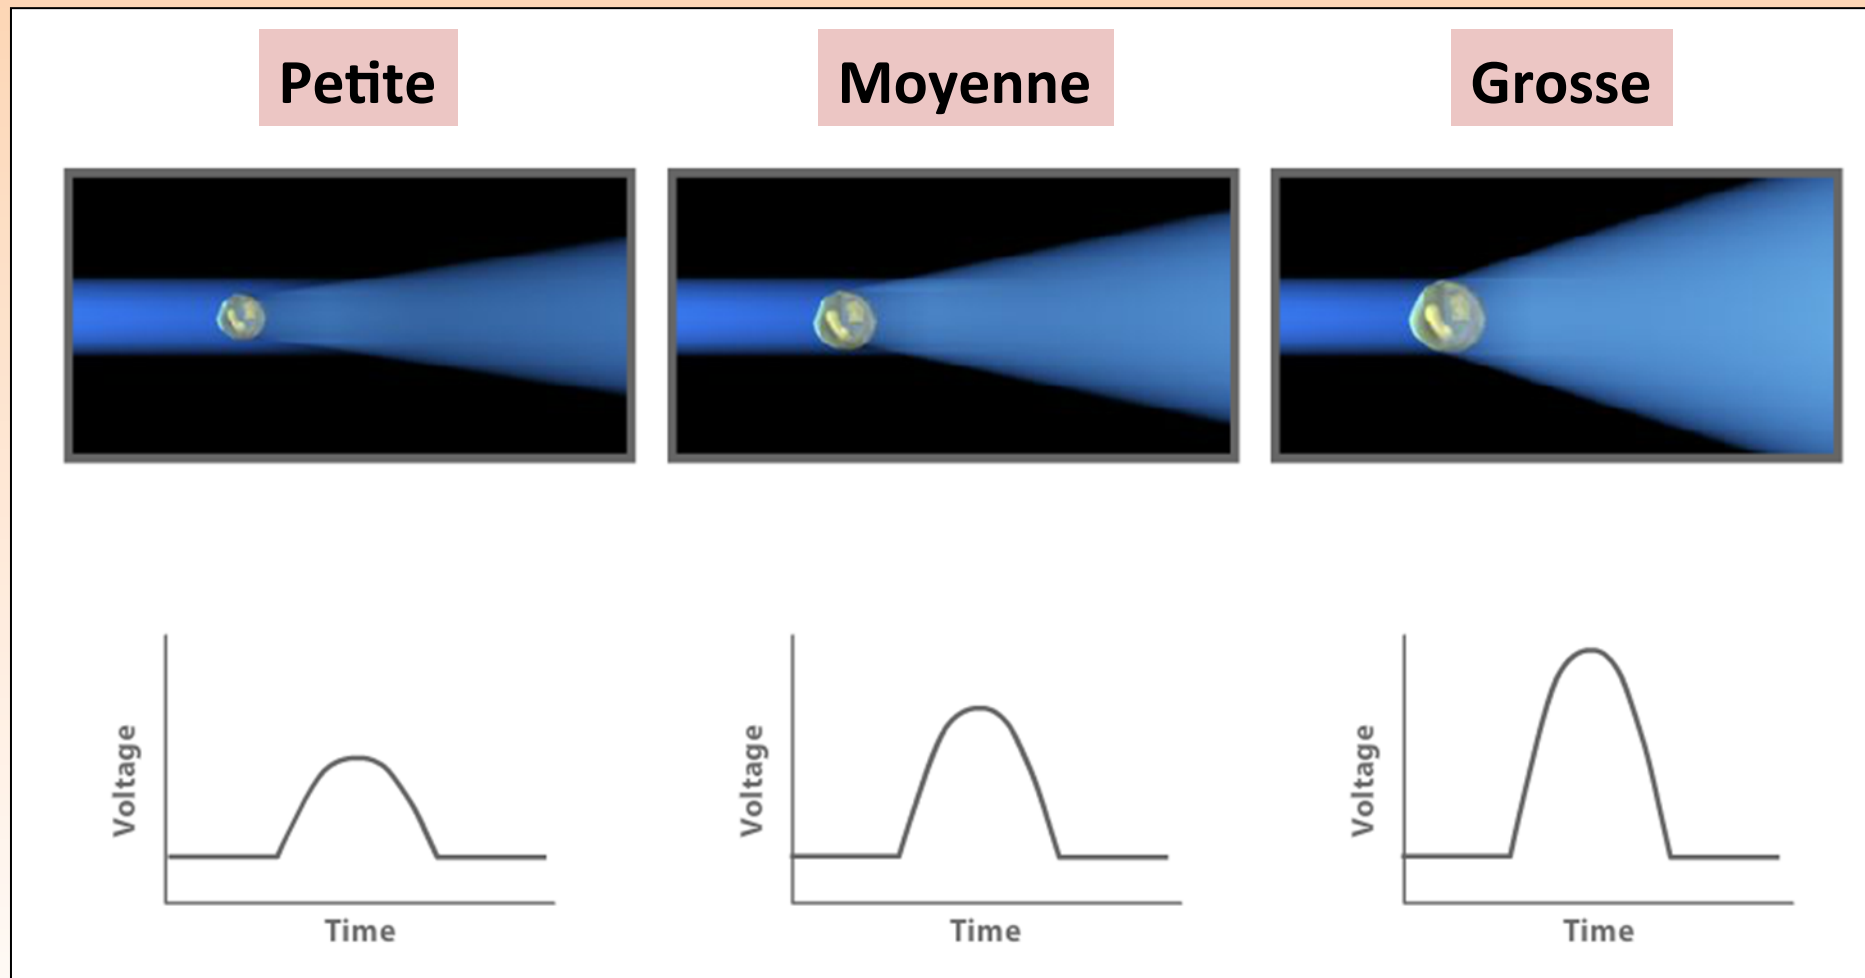 Petite
Moyenne
Grosse
Voltage
Time
Voltage
Time
Voltage
Time